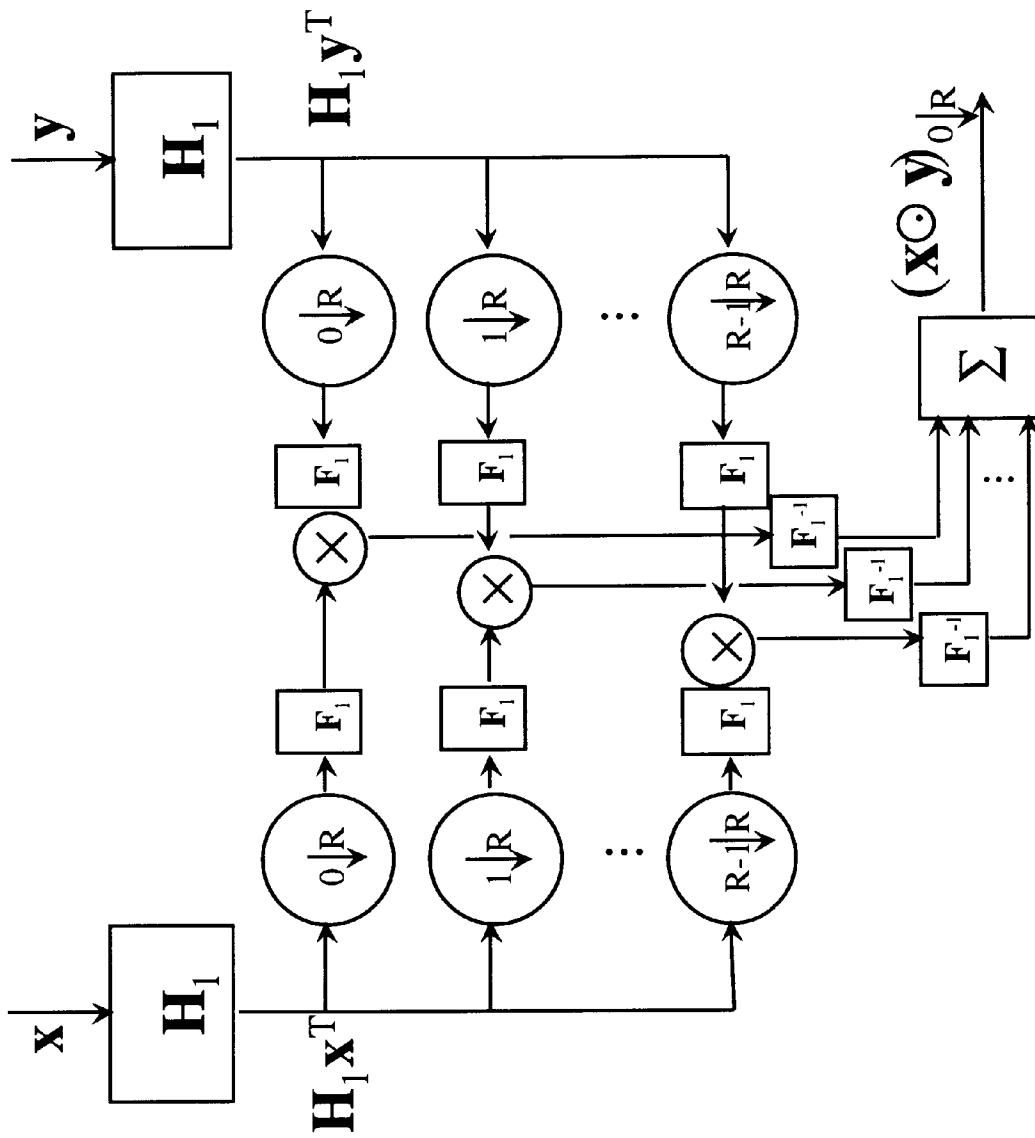 x
H₁
H₁xᵀ
0↓R
1↓R
...
R-1↓R
F₁
F₁
F₁
×
×
×
F₁
F₁
F₁
F₁⁻¹
F₁⁻¹
F₁⁻¹
0↓R
1↓R
...
R-1↓R
y
H₁
H₁yᵀ
...
Σ
(x⊙y)0↓R